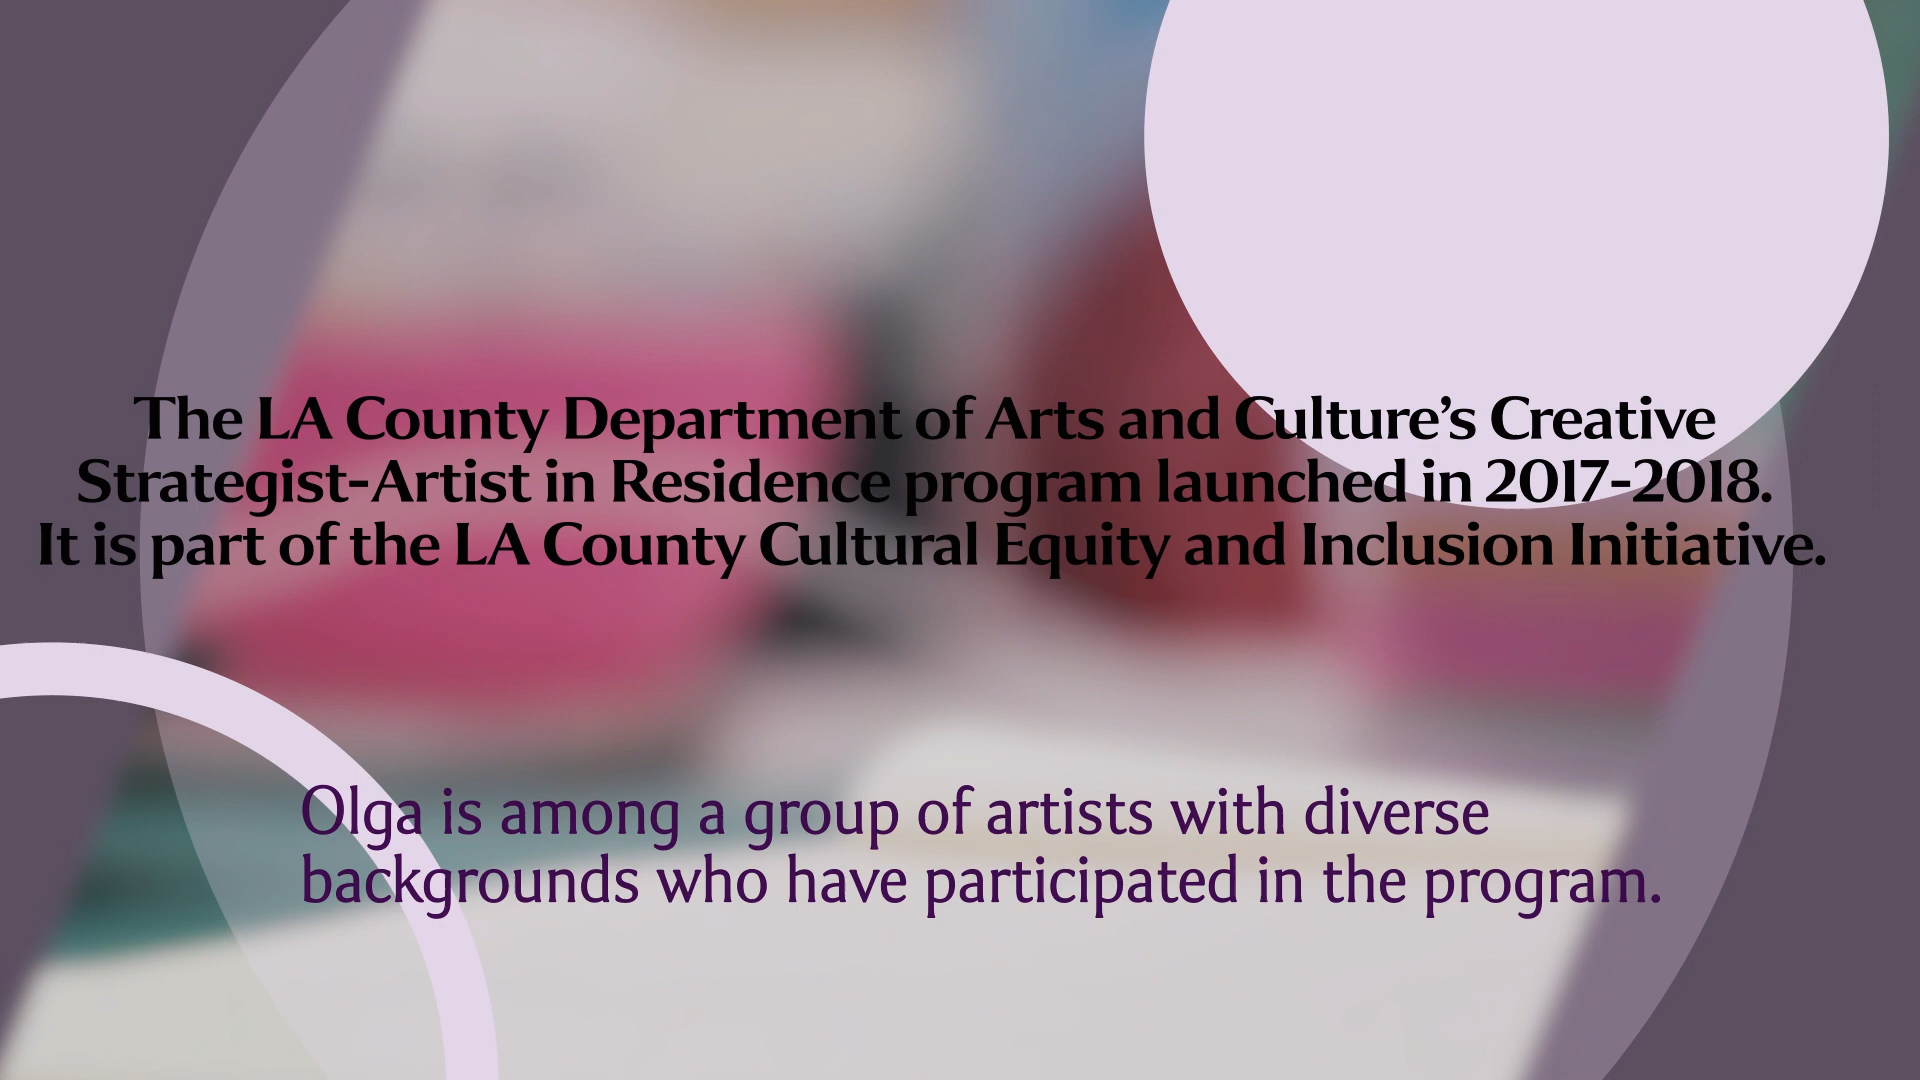 The LA County Department of Arts and Culture’s Creative
Strategist-Artist in Residence program launched in 2017-2018.
It is part of the LA County Cultural Equity and Inclusion Initiative.
Olga is among a group of artists with diverse
backgrounds who have participated in the program.